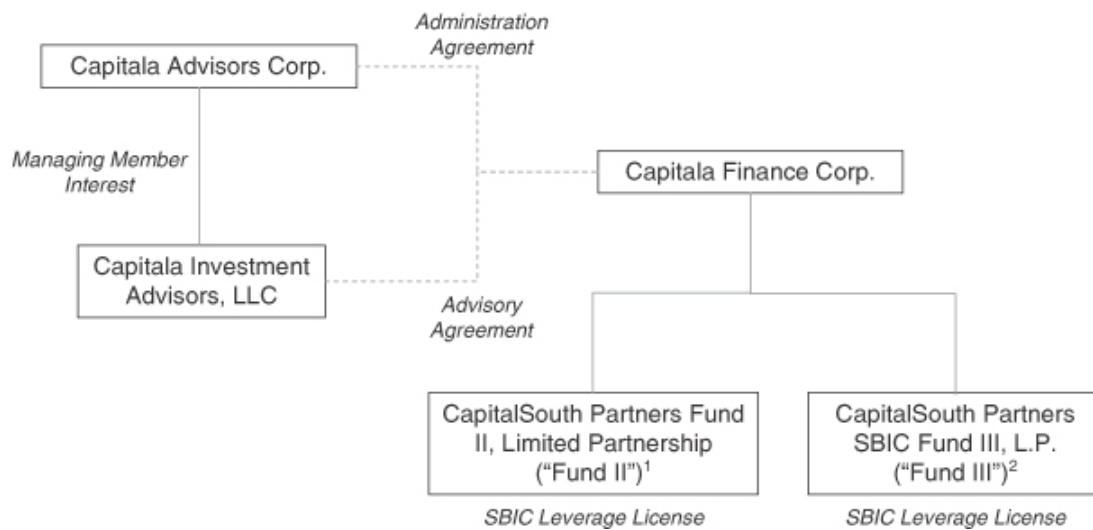 Administration
Agreement
Capitala Advisors Corp.
Managing Member
Interest
Capitala Finance Corp.
Capitala Investment
Advisors, LLC
Advisory
Agreement
CapitalSouth Partners Fund
II, Limited Partnership
(“Fund II”)¹
SBIC Leverage License
CapitalSouth Partners
SBIC Fund III, L.P.
(“Fund III”)²
SBIC Leverage License